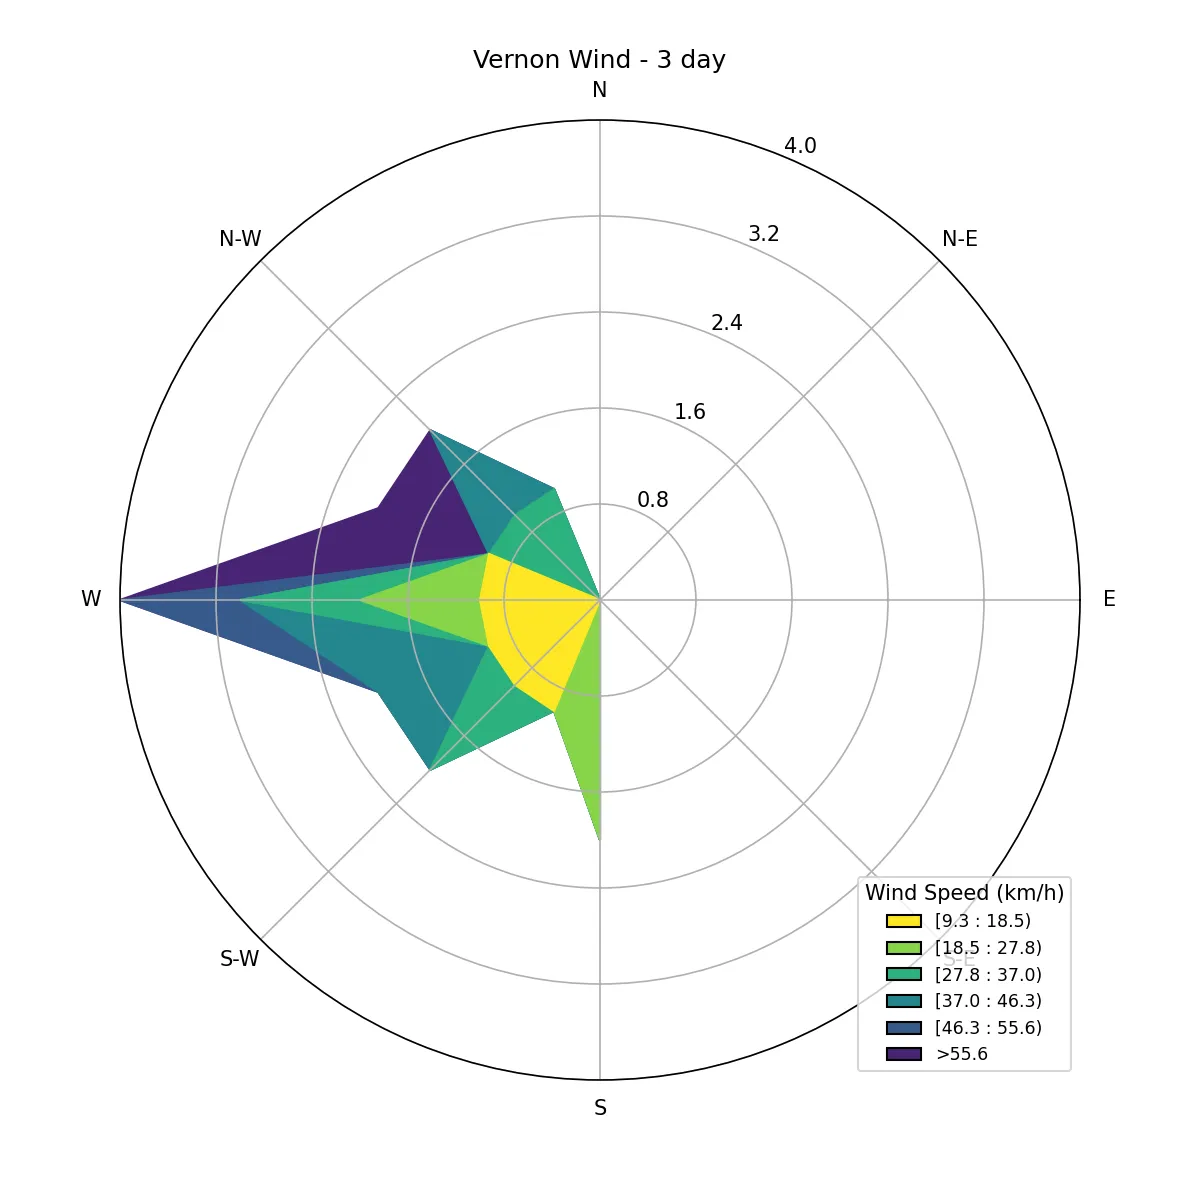 Vernon Wind - 3 day
N
4.0
N-W
N-E
3.2
2.4
1.6
0.8
W
E
S-W
S-E
S
Wind Speed (km/h)
[9.3 : 18.5)
[18.5 : 27.8)
[27.8 : 37.0)
[37.0 : 46.3)
[46.3 : 55.6)
>55.6